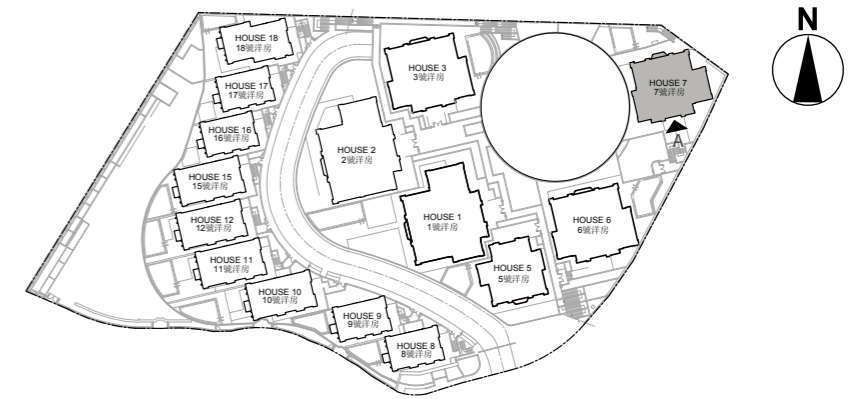 N
HOUSE 18
18號洋房
HOUSE 17
17號洋房
HOUSE 16
16號洋房
HOUSE 15
15號洋房
HOUSE 12
12號洋房
HOUSE 11
11號洋房
HOUSE 10
10號洋房
HOUSE 9
9號洋房
HOUSE 8
8號洋房
HOUSE 3
3號洋房
HOUSE 2
2號洋房
HOUSE 1
1號洋房
HOUSE 5
5號洋房
HOUSE 6
6號洋房
HOUSE 7
7號洋房
A